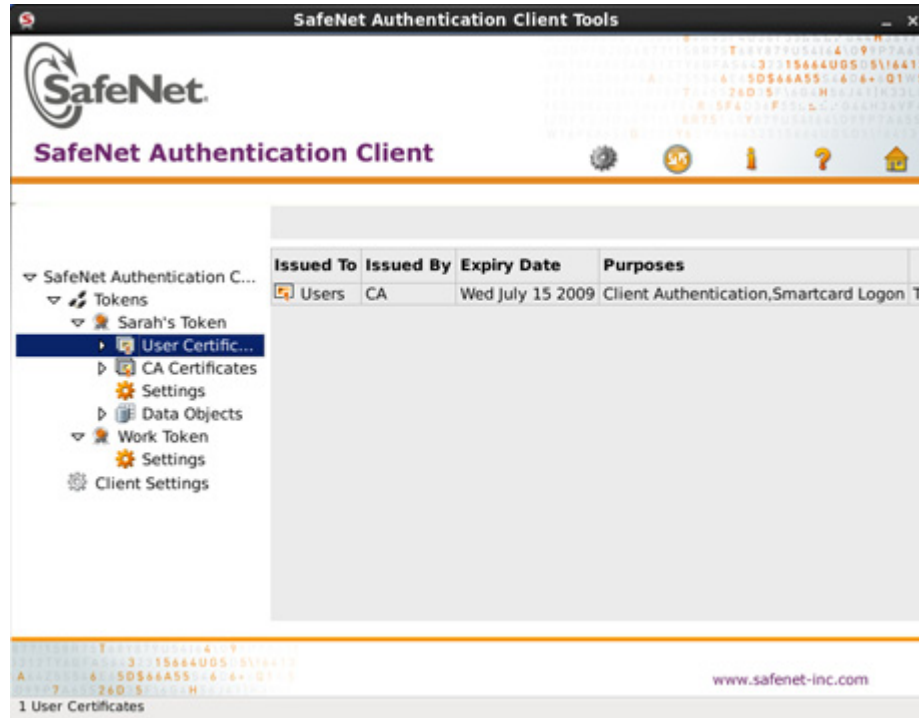 SafeNet Authentication Client Tools
SafeNet.
SafeNet Authentication Client
Issued To Issued By Expiry Date Purposes
Users CA Wed July 15 2009 Client Authentication,Smartcard Logon T
SafeNet Authentication C...
Tokens
Sarah's Token
User Certific...
CA Certificates
Settings
Data Objects
Work Token
Settings
Client Settings
www.safenet-inc.com
1 User Certificates